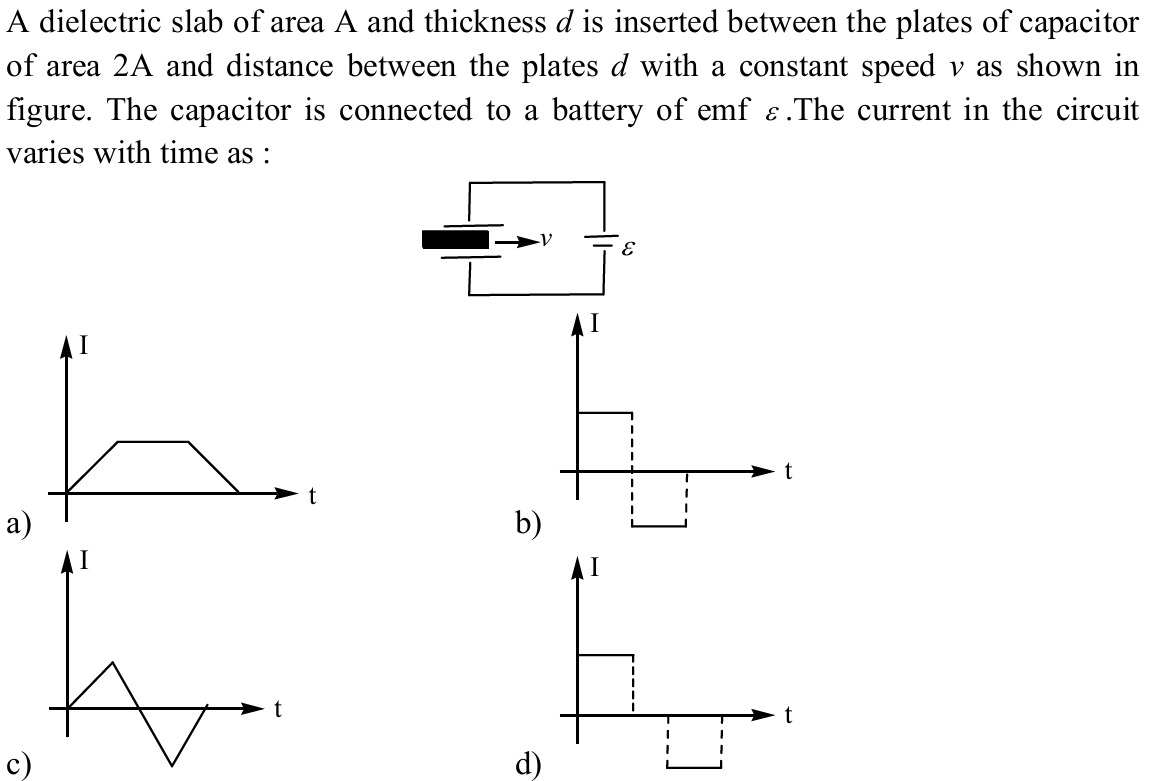 A dielectric slab of area A and thickness d is inserted between the plates of capacitor
of area 2A and distance between the plates d with a constant speed v as shown in
figure. The capacitor is connected to a battery of emf ε.The current in the circuit
varies with time as :
v
ε
I
t
a)
I
t
b)
I
t
c)
I
t
d)